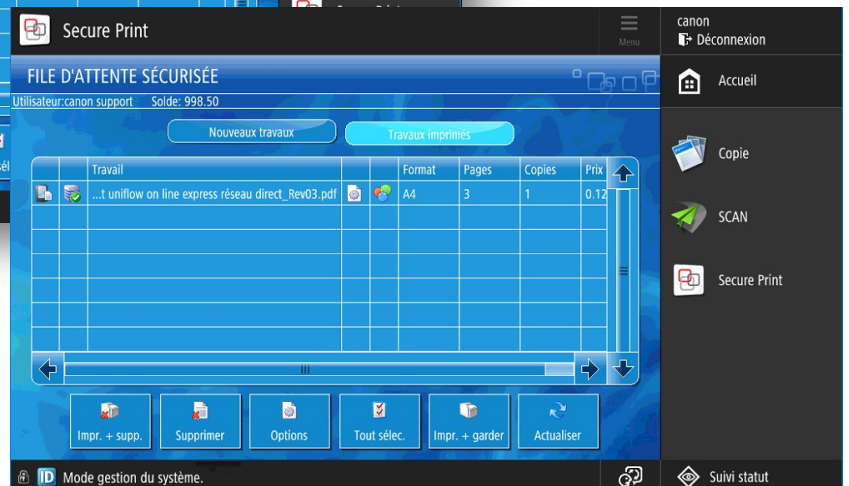 Secure Print
Menu
canon
Déconnexion
FILE D'ATTENTE SÉCURISÉE
Utilisateur:canon support Solde: 998.50
Accueil
Nouveaux travaux
Travaux imprimés
Travail Format Pages Copies Prix
...t uniflow on line express réseau direct_Rev03.pdf A4 3 1 0.12
Copie
SCAN
Secure Print
Impr. + supp.
Supprimer
Options
Tout sélec.
Impr. + garder
Actualiser
ID Mode gestion du système.
Suivi statut